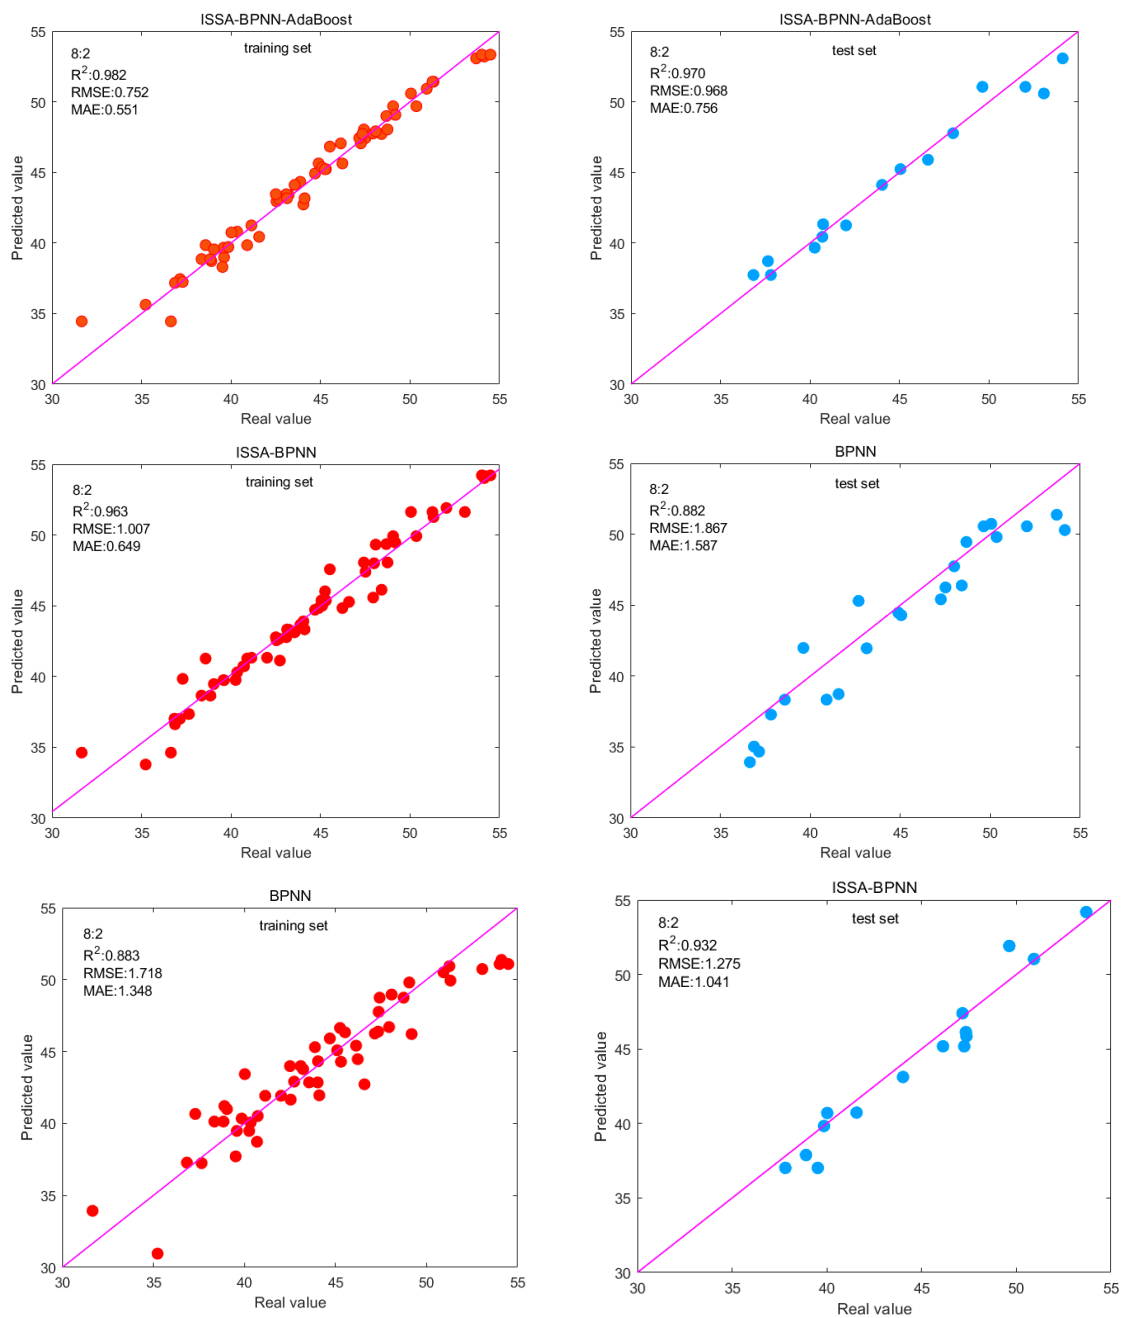 ISSA-BPNN-AdaBoost
training set
8:2
R²:0.982
RMSE:0.752
MAE:0.551
55
50
45
40
35
30
Predicted value
30 35 40 45 50 55
Real value
ISSA-BPNN-AdaBoost
test set
8:2
R²:0.970
RMSE:0.968
MAE:0.756
55
50
45
40
35
30
Predicted value
30 35 40 45 50 55
Real value
ISSA-BPNN
training set
8:2
R²:0.963
RMSE:1.007
MAE:0.649
55
50
45
40
35
30
Predicted value
30 35 40 45 50 55
Real value
BPNN
test set
8:2
R²:0.882
RMSE:1.867
MAE:1.587
55
50
45
40
35
30
Predicted value
30 35 40 45 50 55
Real value
BPNN
training set
8:2
R²:0.883
RMSE:1.718
MAE:1.348
55
50
45
40
35
30
Predicted value
30 35 40 45 50 55
Real value
ISSA-BPNN
test set
8:2
R²:0.932
RMSE:1.275
MAE:1.041
55
50
45
40
35
30
Predicted value
30 35 40 45 50 55
Real value